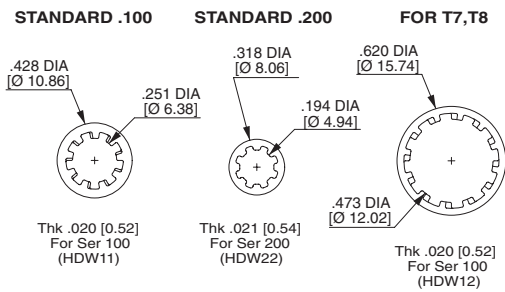 STANDARD .100
.428 DIA
[Ø 10.86]
.251 DIA
[Ø 6.38]
Thk .020 [0.52]
For Ser 100
(HDW11)
STANDARD .200
.318 DIA
[Ø 8.06]
.194 DIA
[Ø 4.94]
Thk .021 [0.54]
For Ser 200
(HDW22)
FOR T7,T8
.620 DIA
[Ø 15.74]
.473 DIA
[Ø 12.02]
Thk .020 [0.52]
For Ser 100
(HDW12)